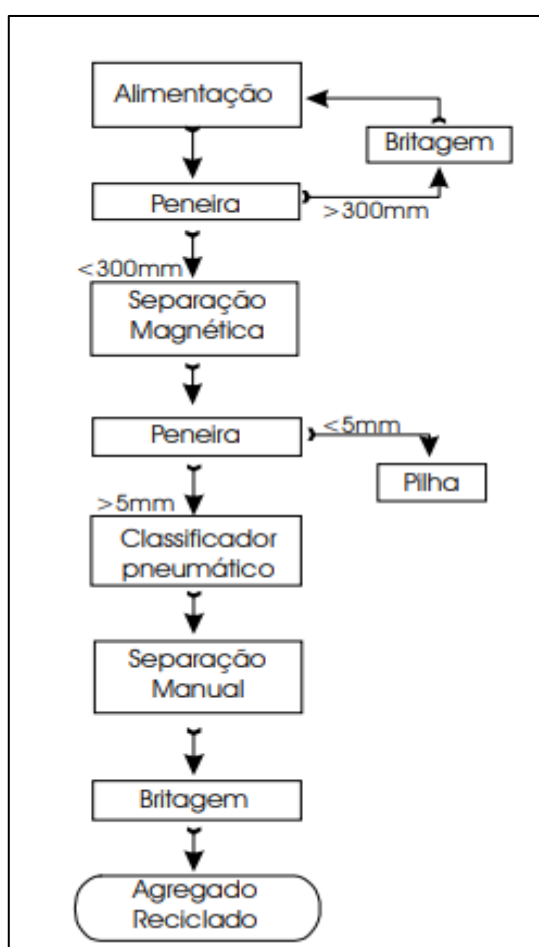 Alimentação
Britagem
Peneira
>300mm
<300mm
Separação
Magnética
Peneira
<5mm
Pilha
>5mm
Classificador
pneumático
Separação
Manual
Britagem
Agregado
Reciclado